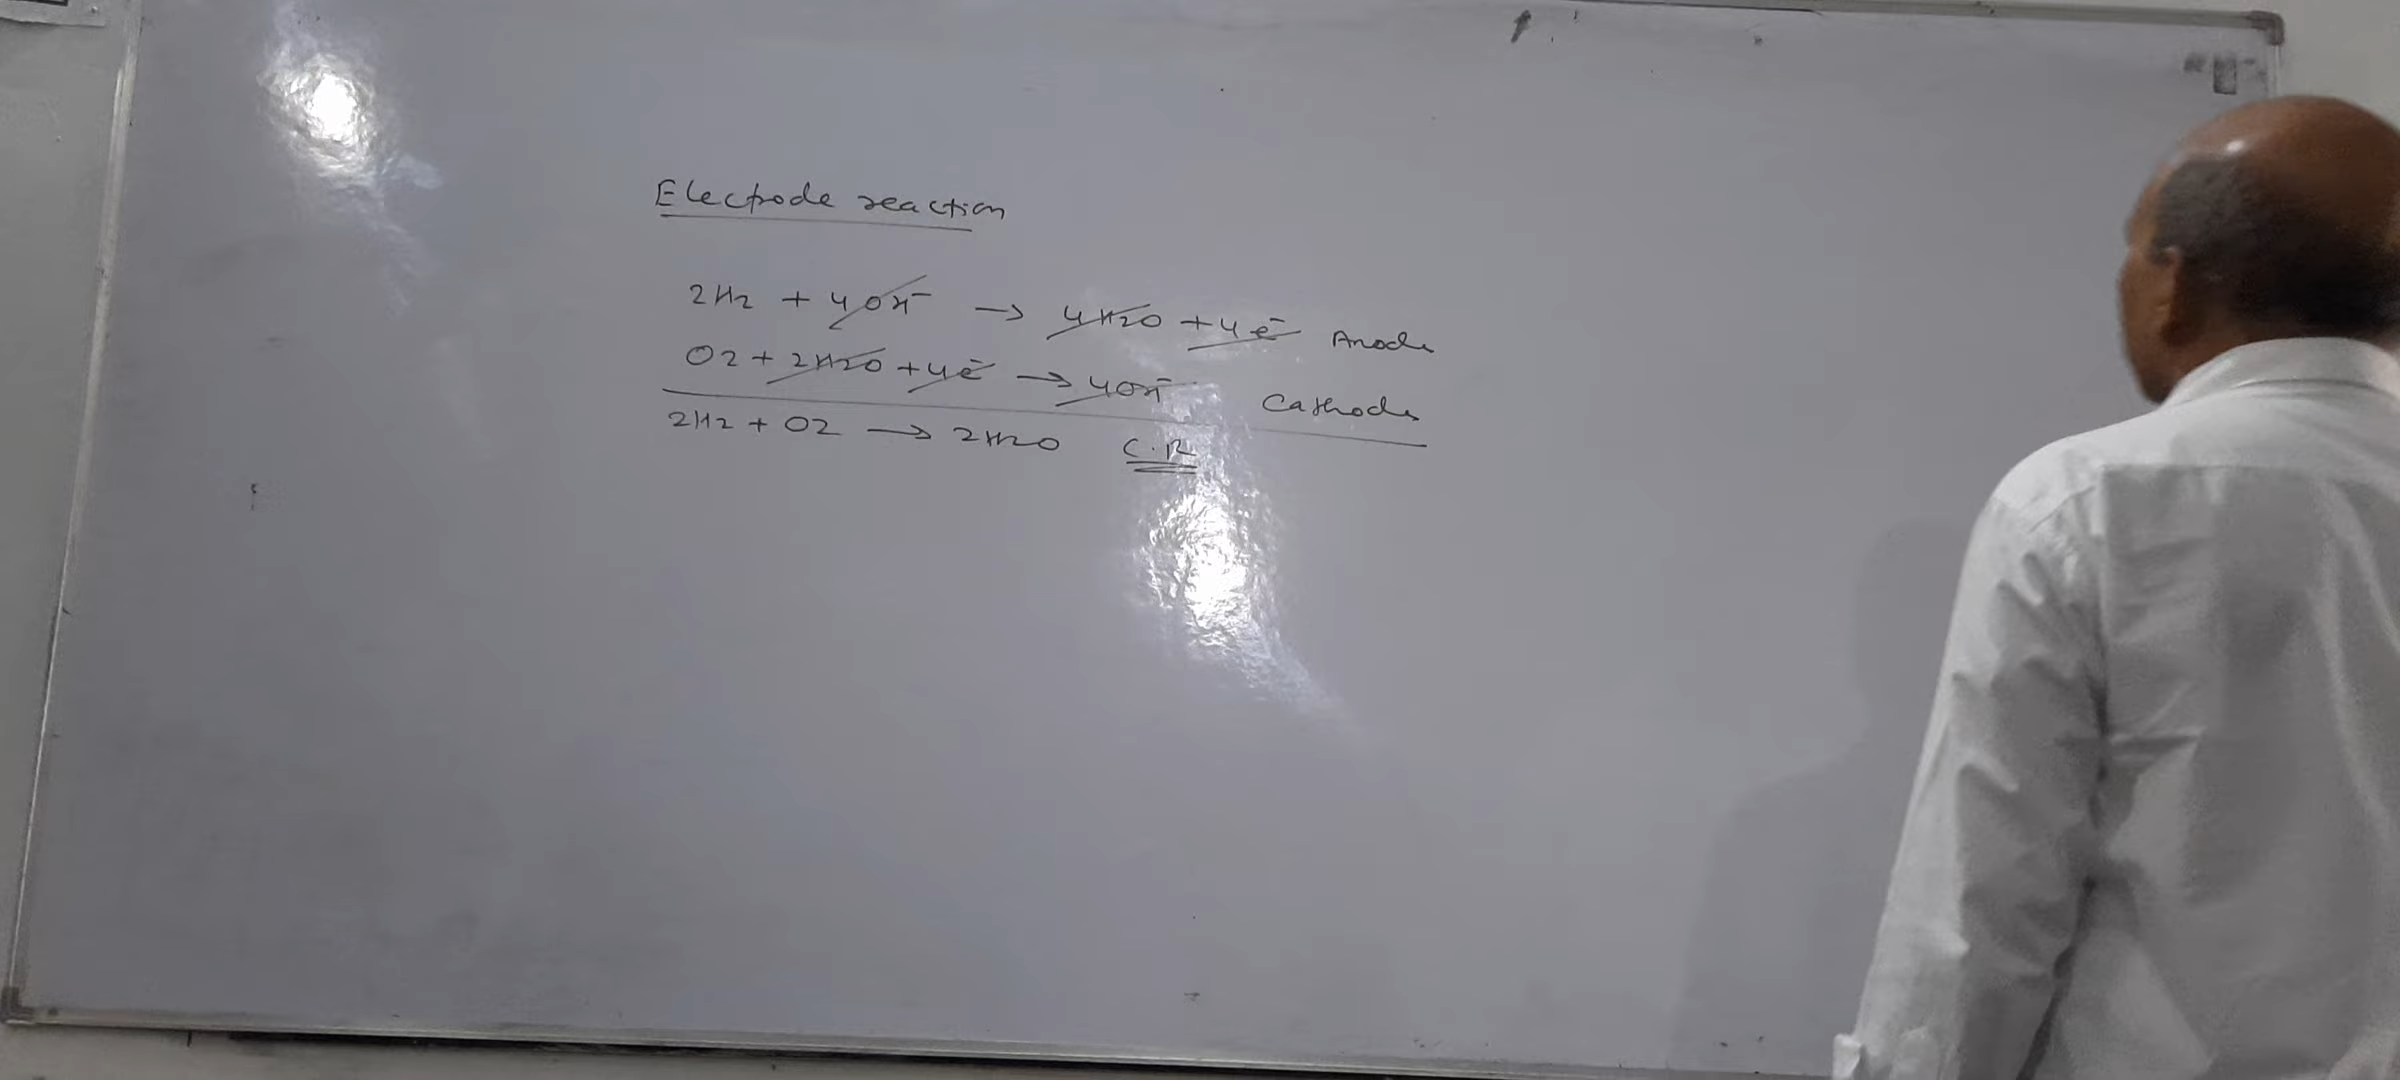 Electrode reaction
2H2 + 4OH- → 4H2O + 4e- Anode
O2 + 2H2O + 4e- → 4OH- Cathode
2H2 + O2 → 2H2O C.R